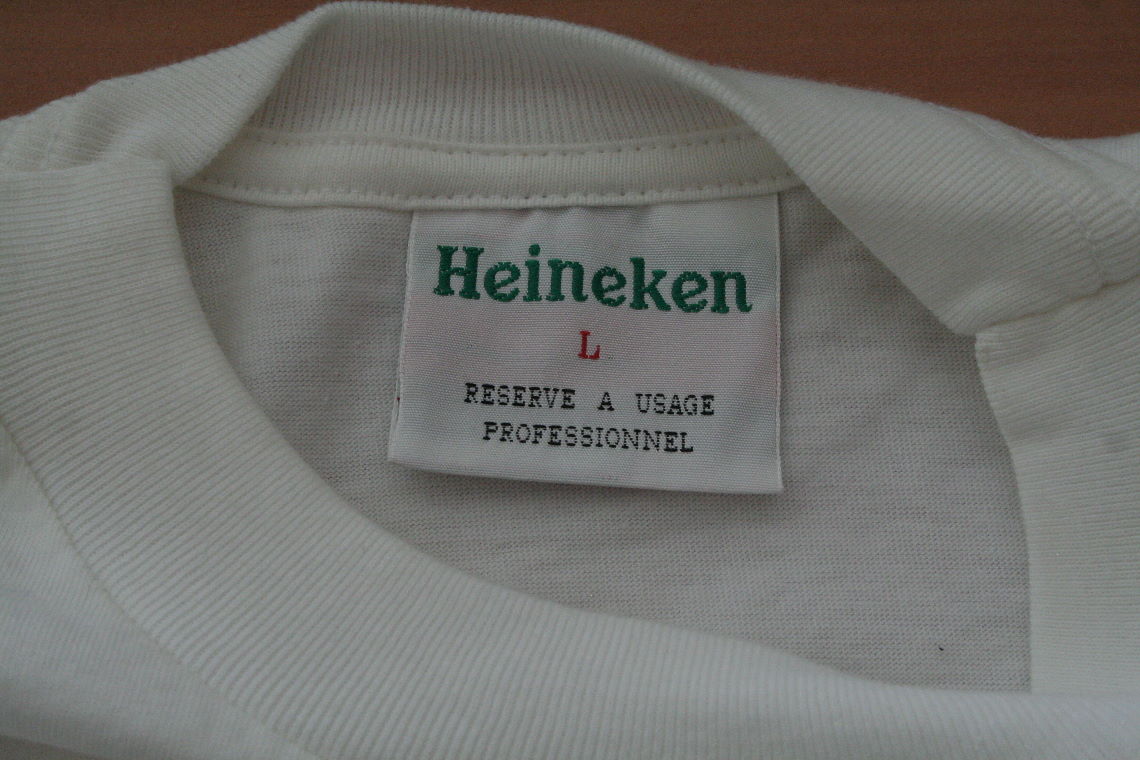 Heineken
L
RESERVE A USAGE
PROFESSIONNEL